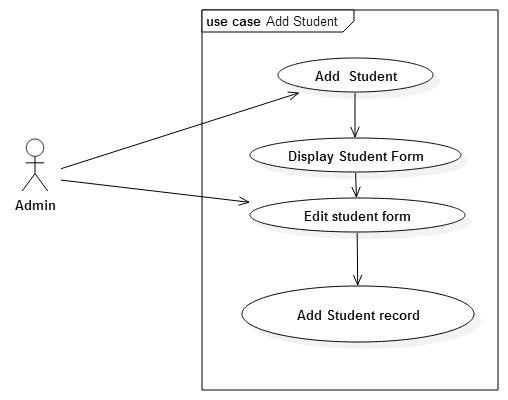 use case Add Student
Add Student
Display Student Form
Edit student form
Admin
Add Student record